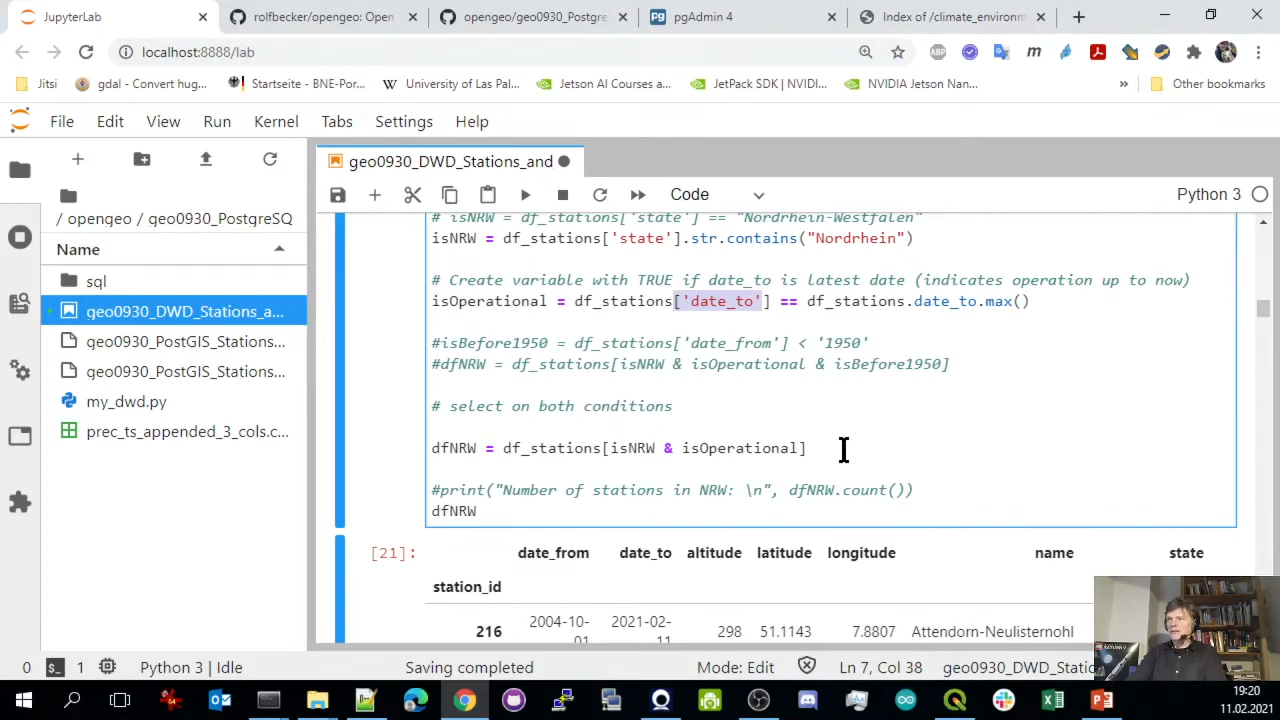 JupyterLab
rolfbecker/opengeo: Open
opengeo/geo0930_Postgre
pgAdmin 4
Index of /climate_environm
localhost:8888/lab
Jitsi
gdal - Convert hug...
Startseite - BNE-Por...
University of Las Pal...
Jetson AI Courses a...
JetPack SDK | NVIDI...
NVIDIA Jetson Nan...
Other bookmarks
File Edit View Run Kernel Tabs Settings Help
geo0930_DWD_Stations_and
Code
Python 3
/ opengeo / geo0930_PostgreSQ
Name
sql
geo0930_DWD_Stations_a...
geo0930_PostGIS_Stations...
geo0930_PostGIS_Stations...
my_dwd.py
prec_ts_appended_3_cols.c...
# isNRW = df_stations['state'] == "Nordrhein-Westfalen"
isNRW = df_stations['state'].str.contains("Nordrhein")
# Create variable with TRUE if date_to is latest date (indicates operation up to now)
isOperational = df_stations['date_to'] == df_stations.date_to.max()
#isBefore1950 = df_stations['date_from'] < '1950'
#dfNRW = df_stations[isNRW & isOperational & isBefore1950]
# select on both conditions
dfNRW = df_stations[isNRW & isOperational]
#print("Number of stations in NRW: \n", dfNRW.count())
dfNRW
[21]:
date_from date_to altitude latitude longitude name state
station_id
216 2004-10-01 2021-02-11 298 51.1143 7.8807 Attendorn-Neulisternohl
0
1
Python 3 | Idle
Saving completed
Mode: Edit
Ln 7, Col 38
geo0930_DWD_Statio
19:20
11.02.2021